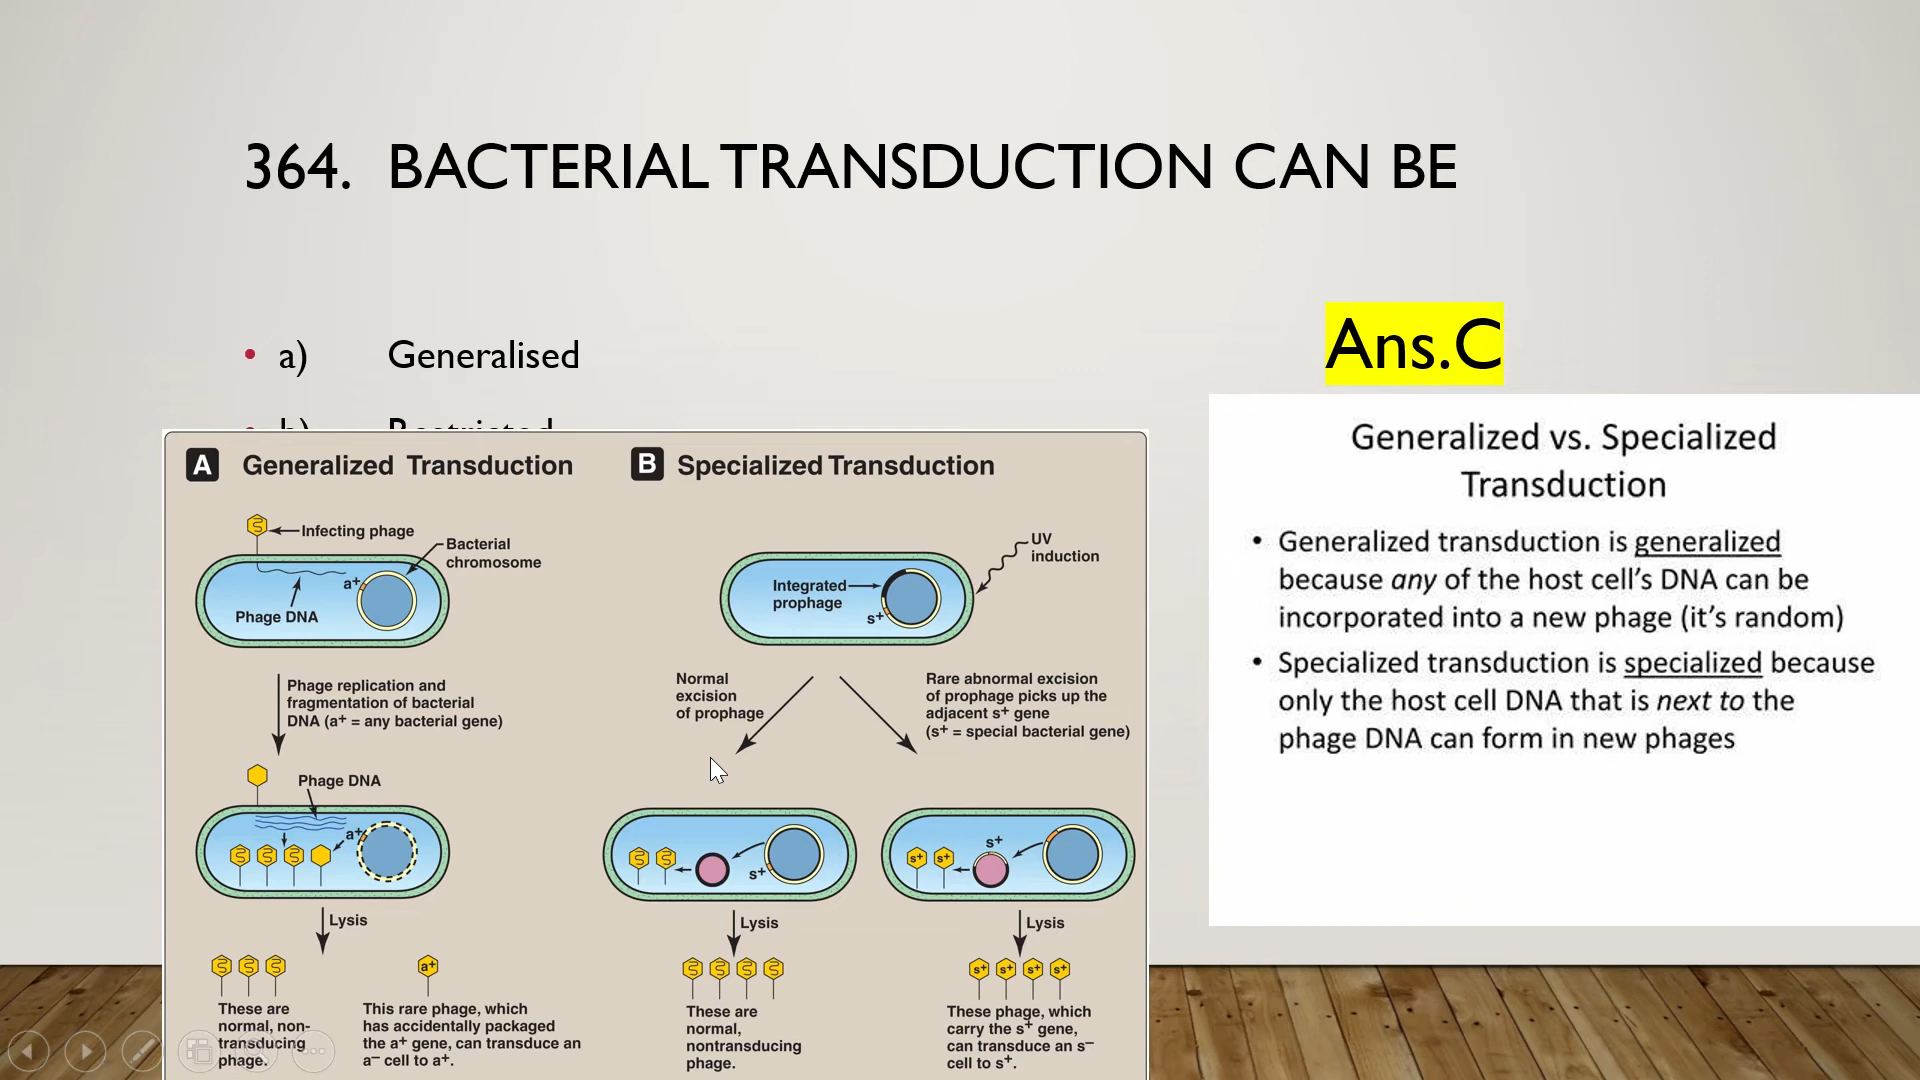 364. BACTERIAL TRANSDUCTION CAN BE
• a) Generalised
• b) Restricted
Ans.C
A Generalized Transduction
Infecting phage
Bacterial
chromosome
a+
Phage DNA
Phage replication and
fragmentation of bacterial
DNA (a+ = any bacterial gene)
Phage DNA
a+
Lysis
a+
These are
normal, non-
transducing
phage.
This rare phage, which
has accidentally packaged
the a+ gene, can transduce an
a− cell to a+.
B Specialized Transduction
UV
induction
Integrated
prophage
s+
Normal
excision
of prophage
Rare abnormal excision
of prophage picks up the
adjacent s+ gene
(s+ = special bacterial gene)
s+
s+ s+ s+
Lysis
Lysis
s+ s+ s+ s+
These are
normal,
nontransducing
phage.
These phage, which
carry the s+ gene,
can transduce an s−
cell to s+.
Generalized vs. Specialized
Transduction
• Generalized transduction is generalized
because any of the host cell's DNA can be
incorporated into a new phage (it's random)
• Specialized transduction is specialized because
only the host cell DNA that is next to the
phage DNA can form in new phages